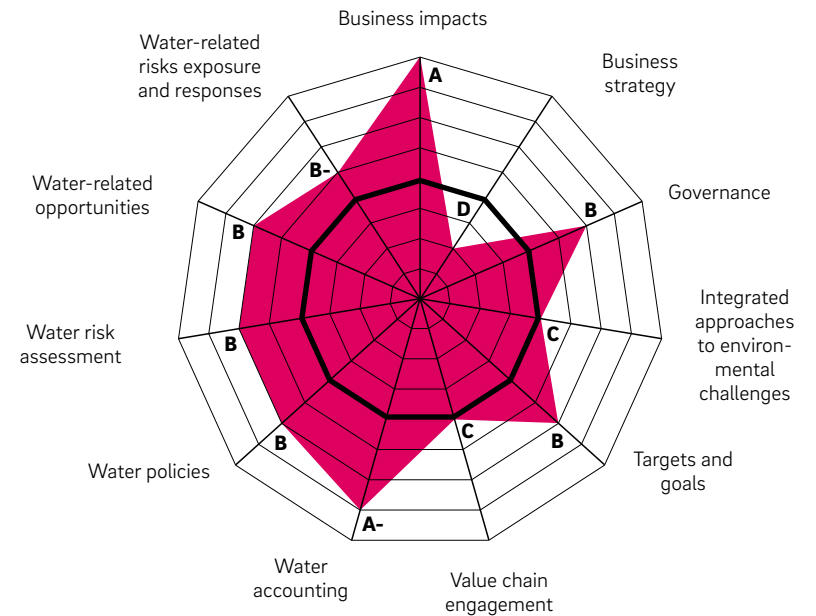 Business impacts
A
Business
strategy
D
Governance
B
Integrated
approaches
to environ-
mental
challenges
C
Targets and
goals
B
Value chain
engagement
C
Water
accounting
A-
Water policies
B
Water risk
assessment
B
Water-related
opportunities
B
Water-related
risks exposure
and responses
B-